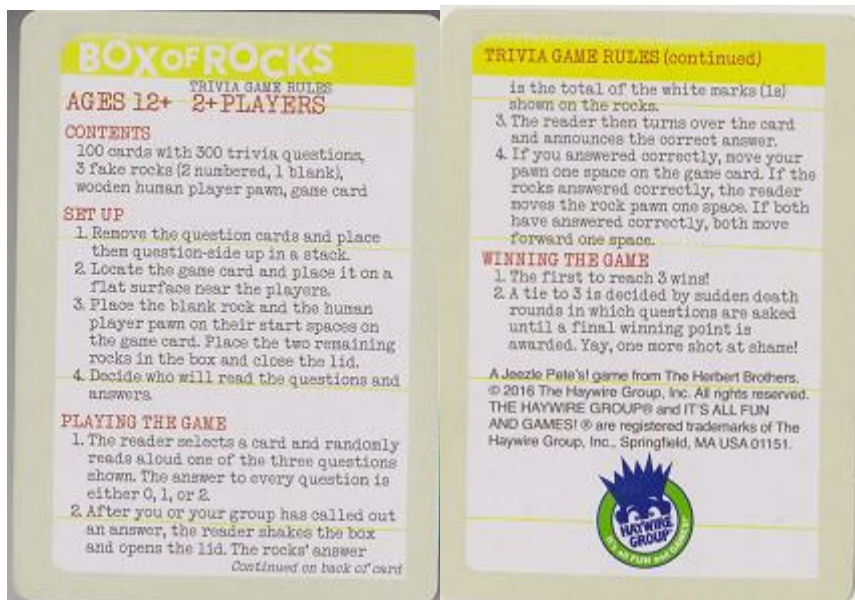 BOX OF ROCKS
TRIVIA GAME RULES
AGES 12+ 2+ PLAYERS
CONTENTS
100 cards with 300 trivia questions,
3 fake rocks (2 numbered, 1 blank),
wooden human player pawn, game card
SET UP
1. Remove the question cards and place
them question-side up in a stack.
2. Locate the game card and place it on a
flat surface near the players.
3. Place the blank rock and the human
player pawn on their start spaces on
the game card. Place the two remaining
rocks in the box and close the lid.
4. Decide who will read the questions and
answers.
PLAYING THE GAME
1. The reader selects a card and randomly
reads aloud one of the three questions
shown. The answer to every question is
either 0, 1, or 2.
2. After you or your group has called out
an answer, the reader shakes the box
and opens the lid. The rocks' answer
Continued on back of card
TRIVIA GAME RULES (continued)
is the total of the white marks (1s)
shown on the rocks.
3. The reader then turns over the card
and announces the correct answer.
4. If you answered correctly, move your
pawn one space on the game card. If the
rocks answered correctly, the reader
moves the rock pawn one space. If both
have answered correctly, both move
forward one space.
WINNING THE GAME
1. The first to reach 3 wins!
2. A tie to 3 is decided by sudden death
rounds in which questions are asked
until a final winning point is
awarded. Yay, one more shot at shame!
A Jeezle Pete's! game from The Herbert Brothers.
© 2016 The Haywire Group, Inc. All rights reserved.
THE HAYWIRE GROUP® and IT'S ALL FUN
AND GAMES! ® are registered trademarks of The
Haywire Group, Inc., Springfield, MA USA 01151.
HAYWIRE
GROUP
IT'S all FUN and GAMES!